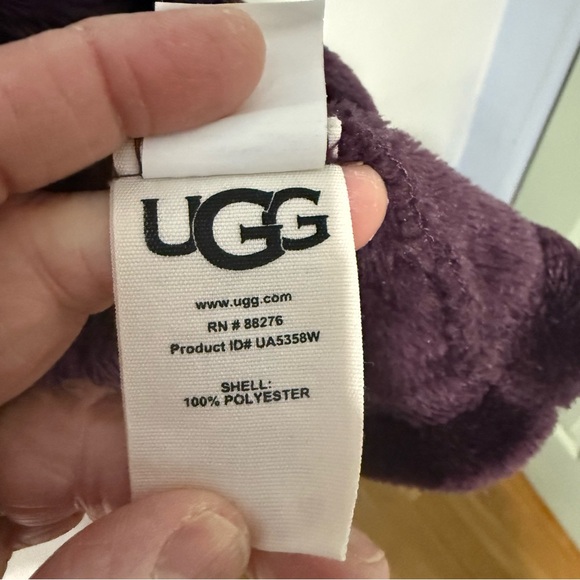 UGG
www.ugg.com
RN # 88276
Product ID# UA5358W
SHELL:
100% POLYESTER